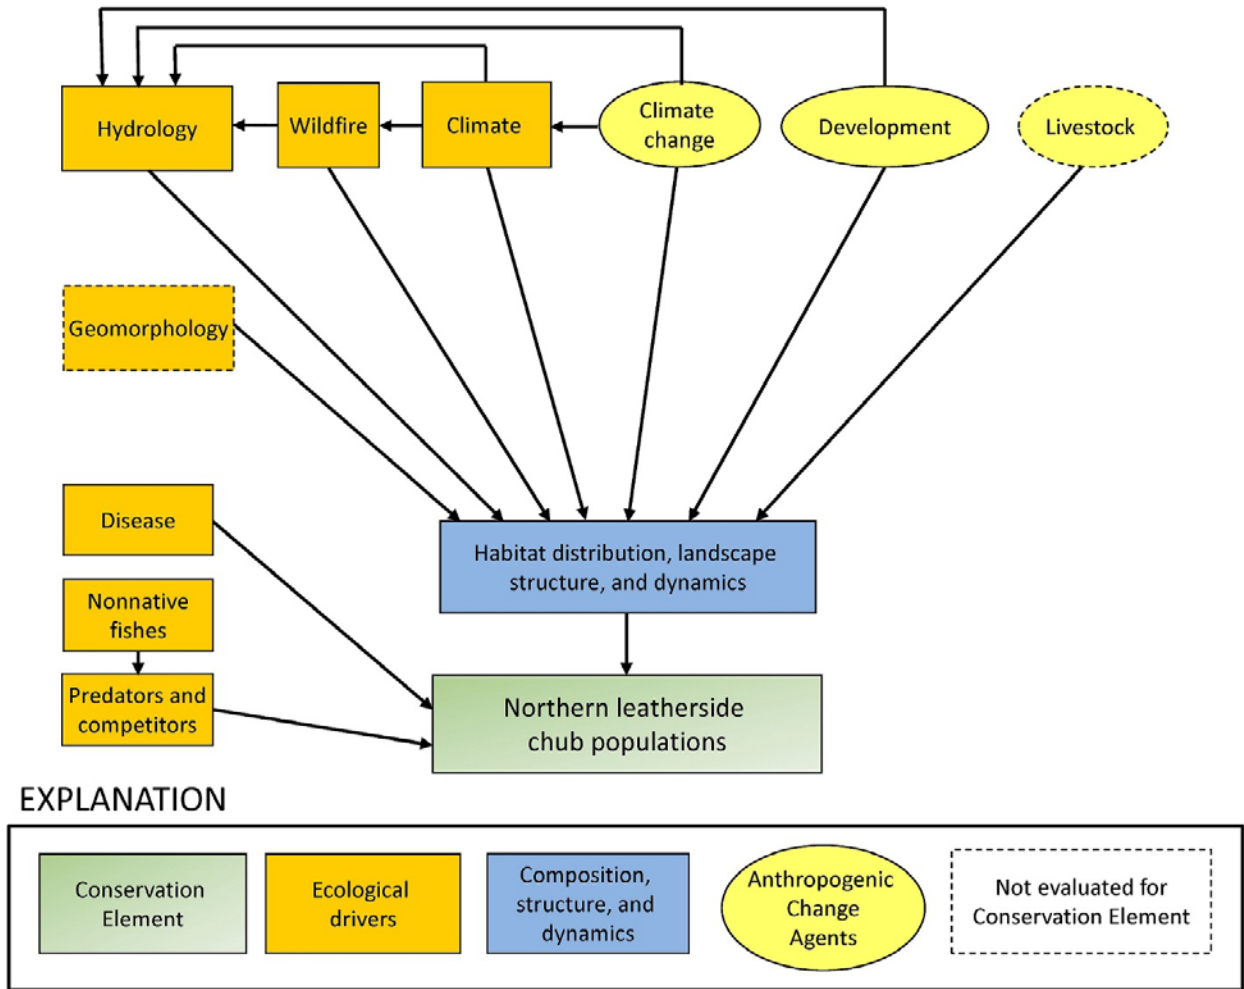 Hydrology
Wildfire
Climate
Climate
change
Development
Livestock
Geomorphology
Disease
Habitat distribution, landscape
structure, and dynamics
Nonnative
fishes
Predators and
competitors
Northern leatherside
chub populations
EXPLANATION
Conservation
Element
Ecological
drivers
Composition,
structure, and
dynamics
Anthropogenic
Change
Agents
Not evaluated for
Conservation Element